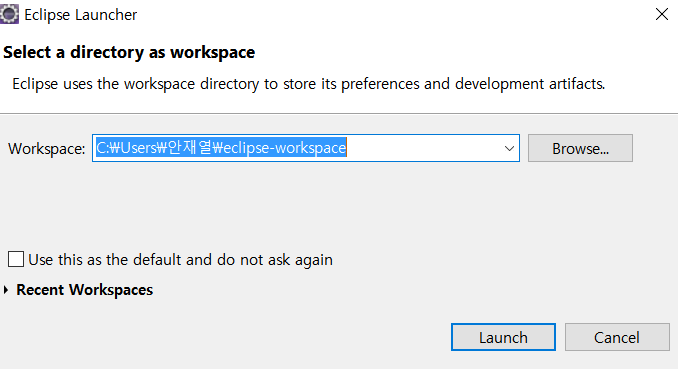 Eclipse Launcher
Select a directory as workspace
Eclipse uses the workspace directory to store its preferences and development artifacts.
Workspace: C:₩Users₩안재열₩eclipse-workspace Browse...
Use this as the default and do not ask again
Recent Workspaces
Launch Cancel